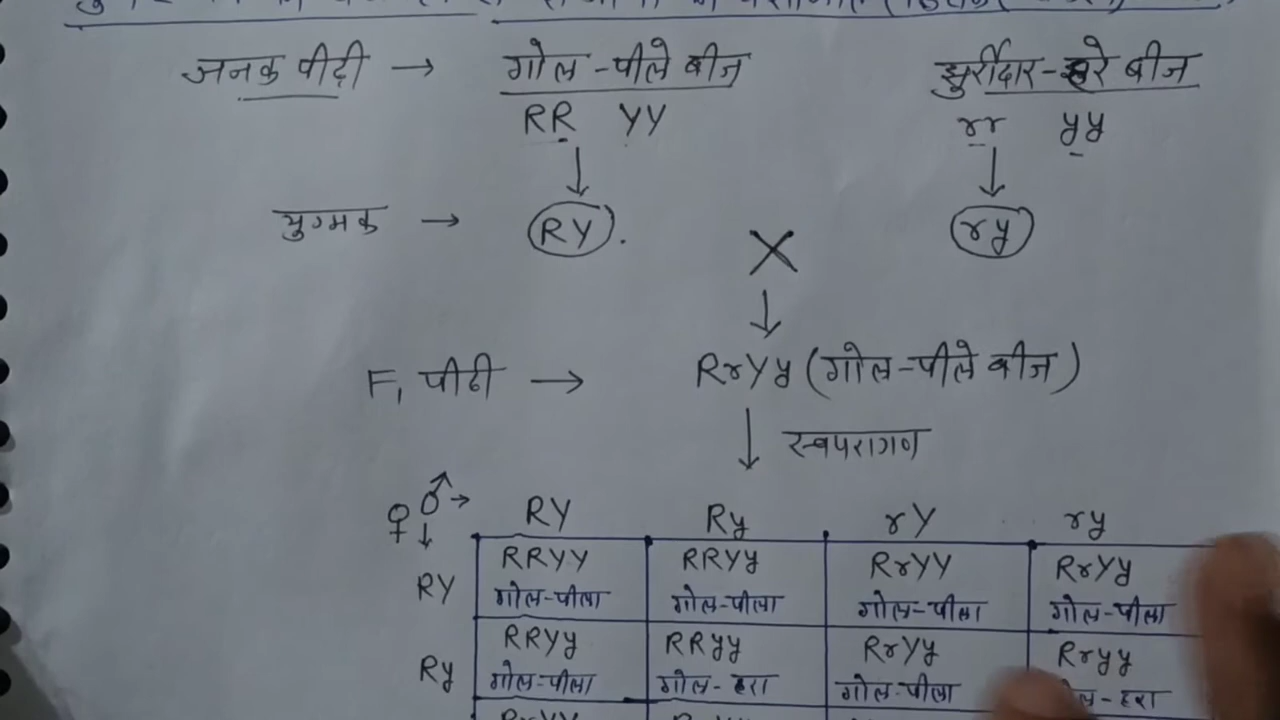 जनक पीढ़ी → गोल-पीले बीज झुर्रीदार-हरे बीज
RR YY rr yy
युग्मक → RY. ry
X
F₁ पीढी → RrYy (गोल-पीले बीज)
स्वपरागण
♀ ♂→ RY Ry rY ry
RY RRYY RRYy RrYY RrYy
गोल-पीला गोल-पीला गोल-पीला गोल-पीला
Ry RRYy RRyy RrYy Rryy
गोल-पीला गोल-हरा गोल-पीला गोल-हरा